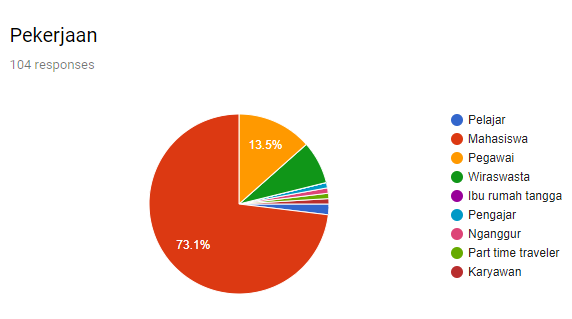 Pekerjaan
104 responses
13.5%
73.1%
Pelajar
Mahasiswa
Pegawai
Wiraswasta
Ibu rumah tangga
Pengajar
Nganggur
Part time traveler
Karyawan